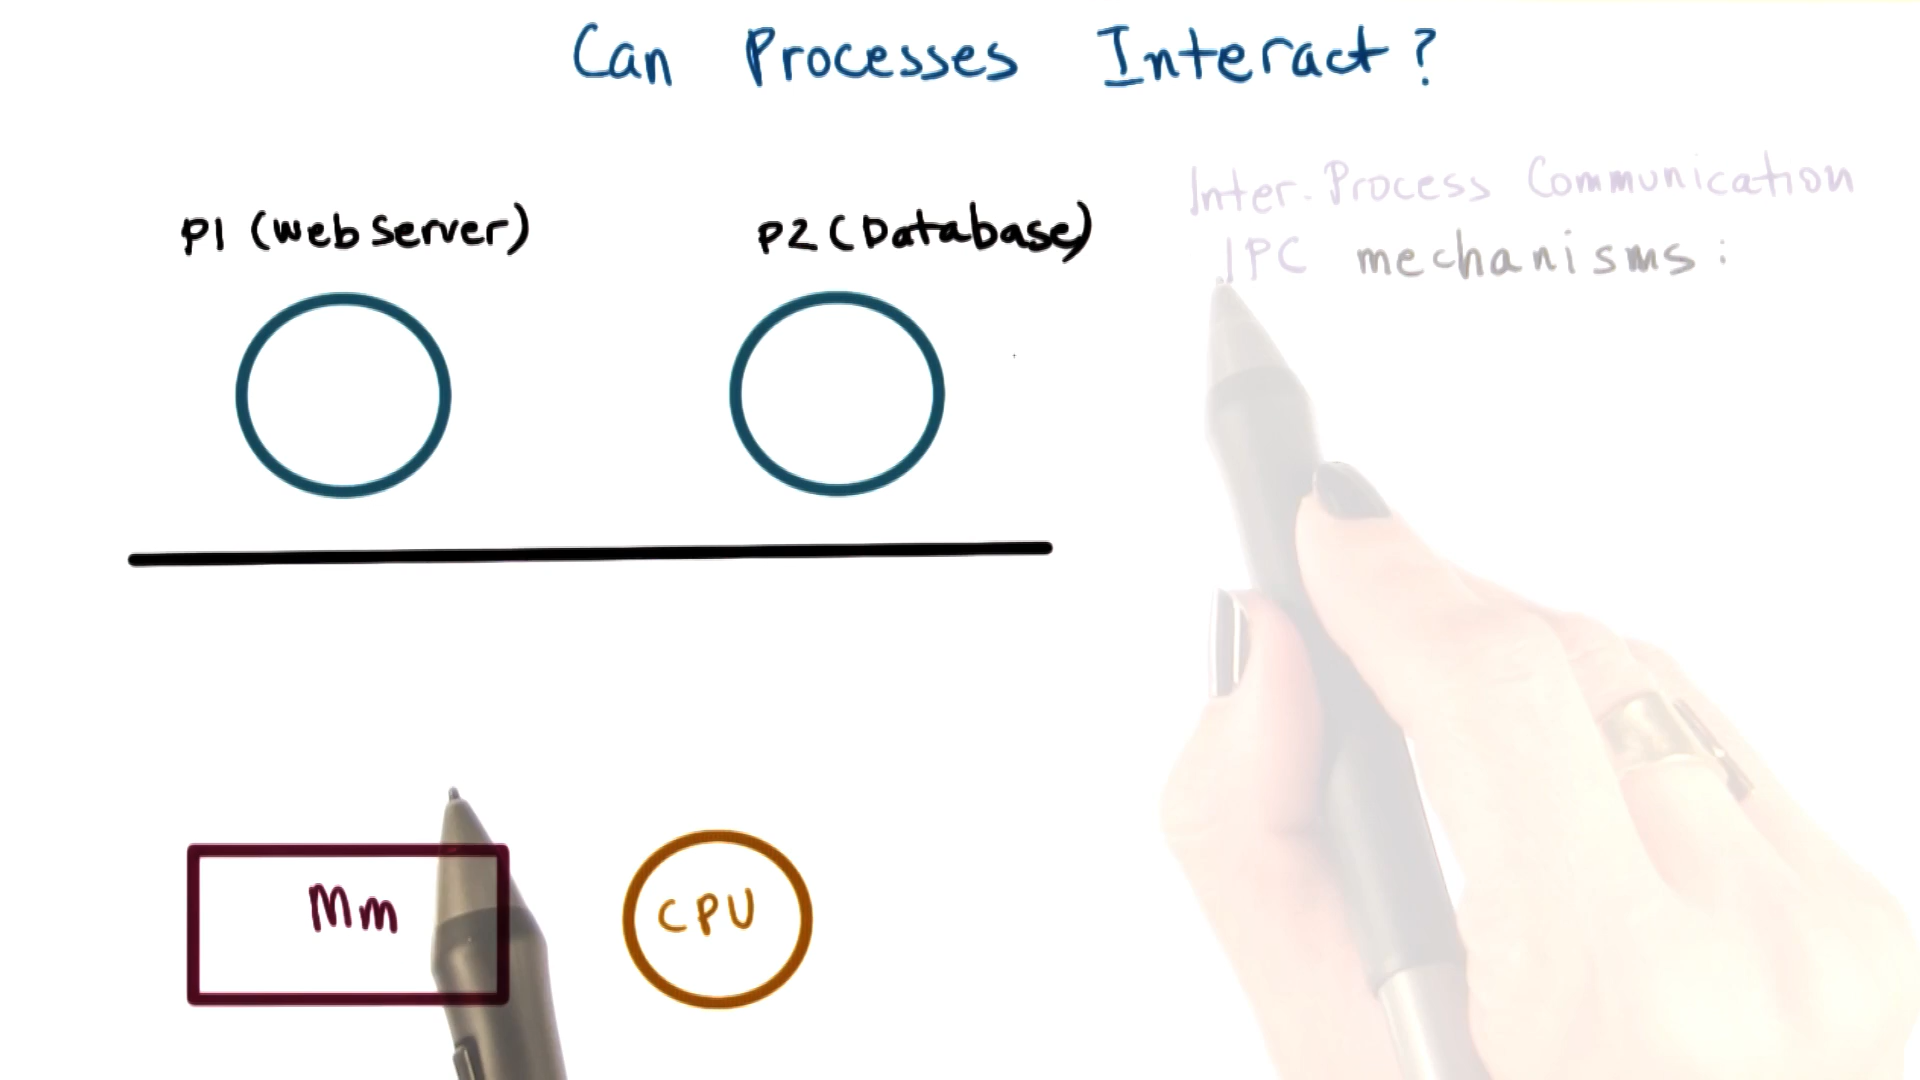 Can Processes Interact?
P1 (Web Server)
P2 (Database)
Inter-Process Communication
IPC mechanisms:
Mm
CPU